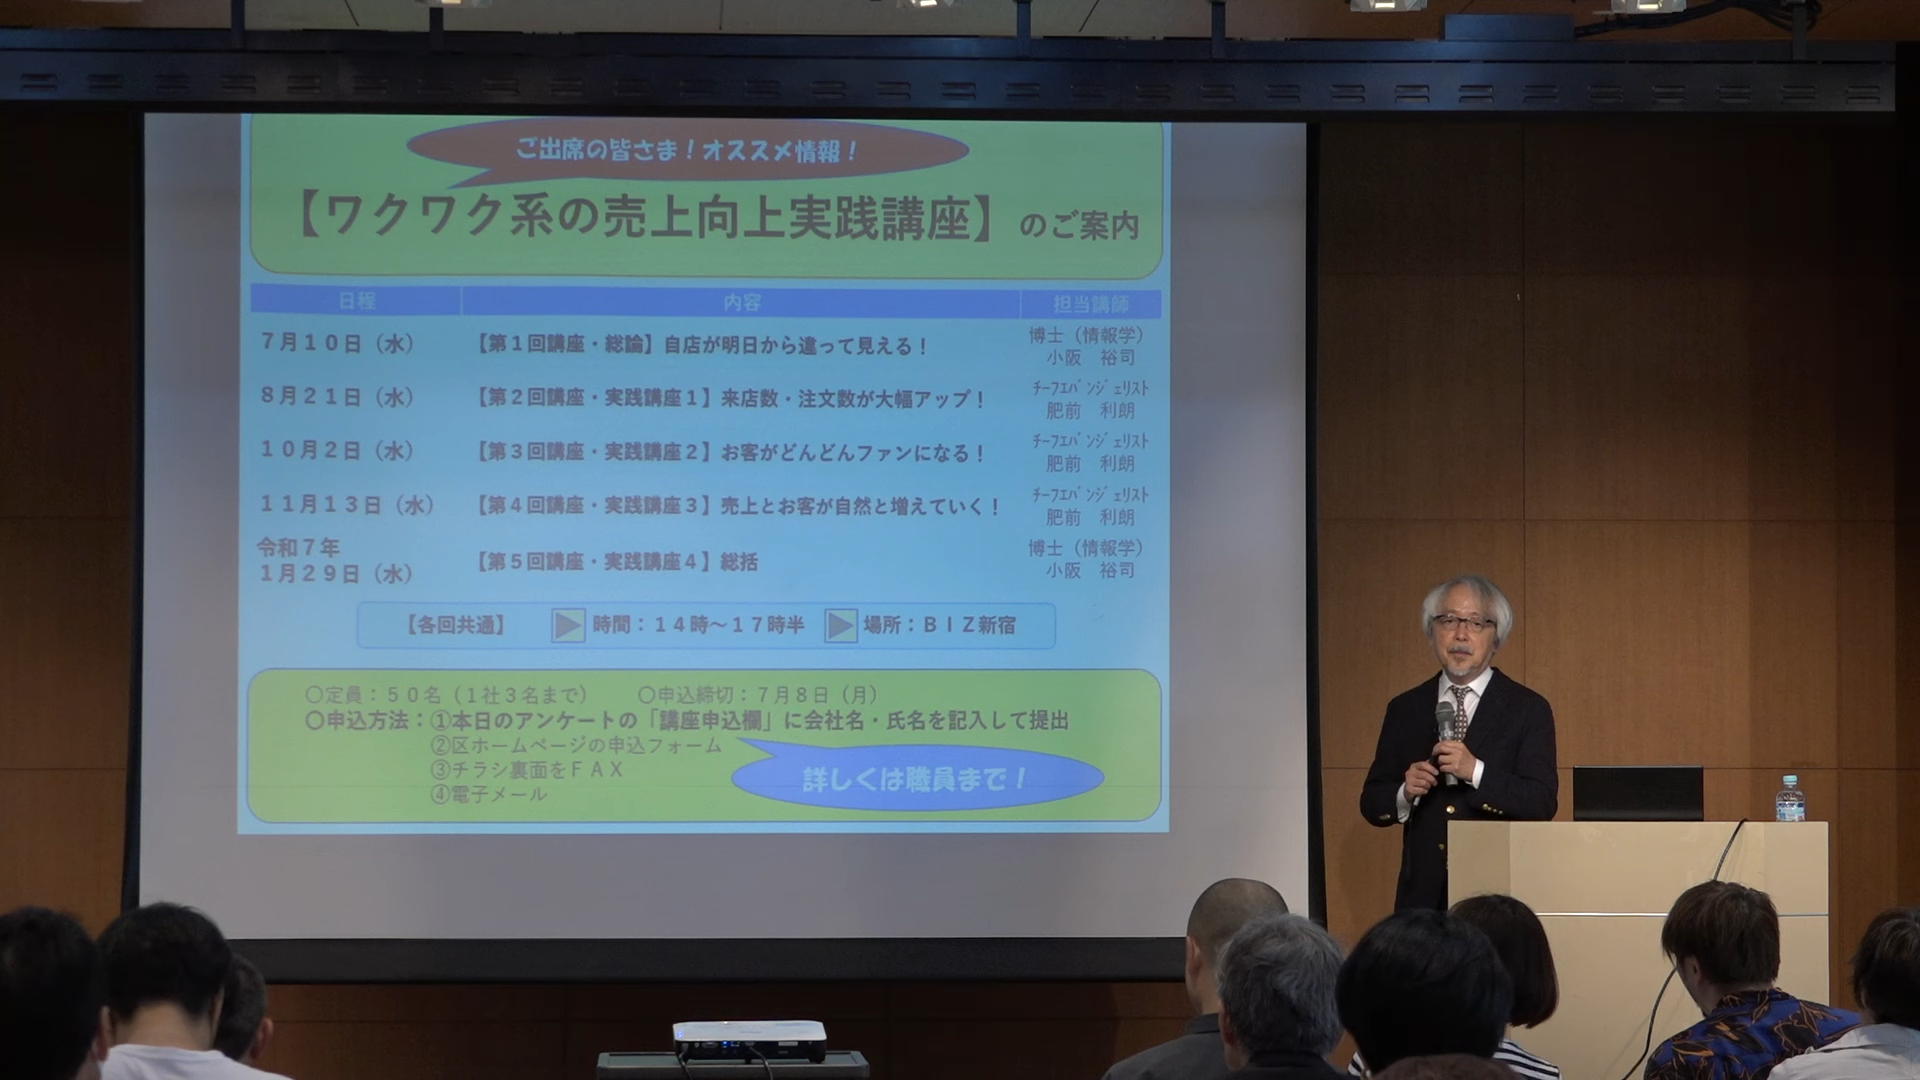 ご出席の皆さま！オススメ情報！
【ワクワク系の売上向上実践講座】のご案内
日程 内容 担当講師
７月１０日（水） 【第１回講座・総論】自店が明日から違って見える！ 博士（情報学） 小阪　裕司
８月２１日（水） 【第２回講座・実践講座１】来店数・注文数が大幅アップ！ ﾁｰﾌｴﾊﾞﾝｼﾞｪﾘｽﾄ 肥前　利朗
１０月２日（水） 【第３回講座・実践講座２】お客がどんどんファンになる！ ﾁｰﾌｴﾊﾞﾝｼﾞｪﾘｽﾄ 肥前　利朗
１１月１３日（水） 【第４回講座・実践講座３】売上とお客が自然と増えていく！ ﾁｰﾌｴﾊﾞﾝｼﾞｪﾘｽﾄ 肥前　利朗
令和７年
１月２９日（水） 【第５回講座・実践講座４】総括 博士（情報学） 小阪　裕司
【各回共通】 時間：１４時～１７時半 場所：ＢＩＺ新宿
〇定員：５０名（１社３名まで） 〇申込締切：７月８日（月）
〇申込方法：①本日のアンケートの「講座申込欄」に会社名・氏名を記入して提出
②区ホームページの申込フォーム
③チラシ裏面をＦＡＸ
④電子メール
詳しくは職員まで！